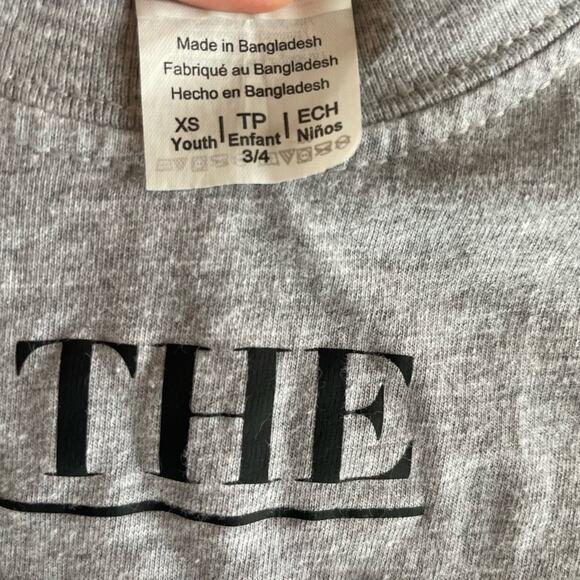 Made in Bangladesh
Fabriqué au Bangladesh
Hecho en Bangladesh
XS | TP | ECH
Youth | Enfant | Niños
3/4
THE